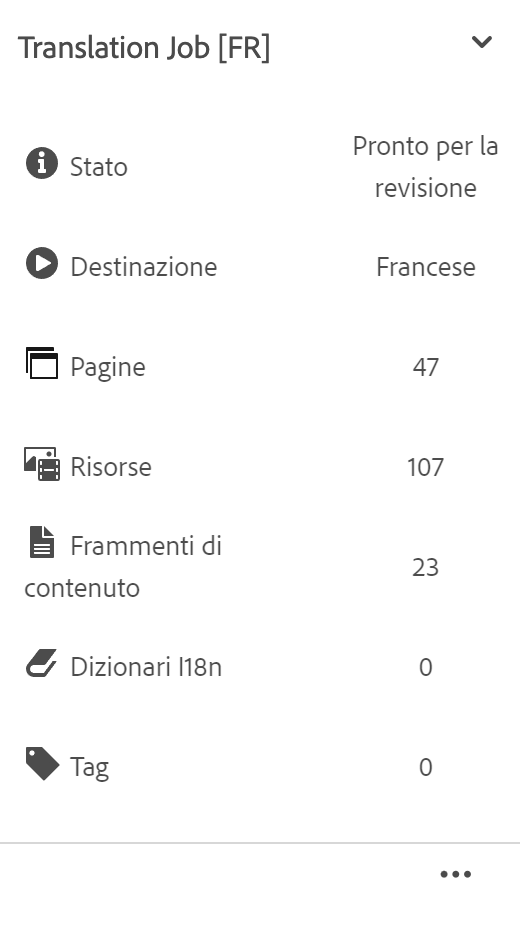 Translation Job [FR]
Stato
Pronto per la
revisione
Destinazione
Francese
Pagine
47
Risorse
107
Frammenti di
contenuto
23
Dizionari I18n
0
Tag
0